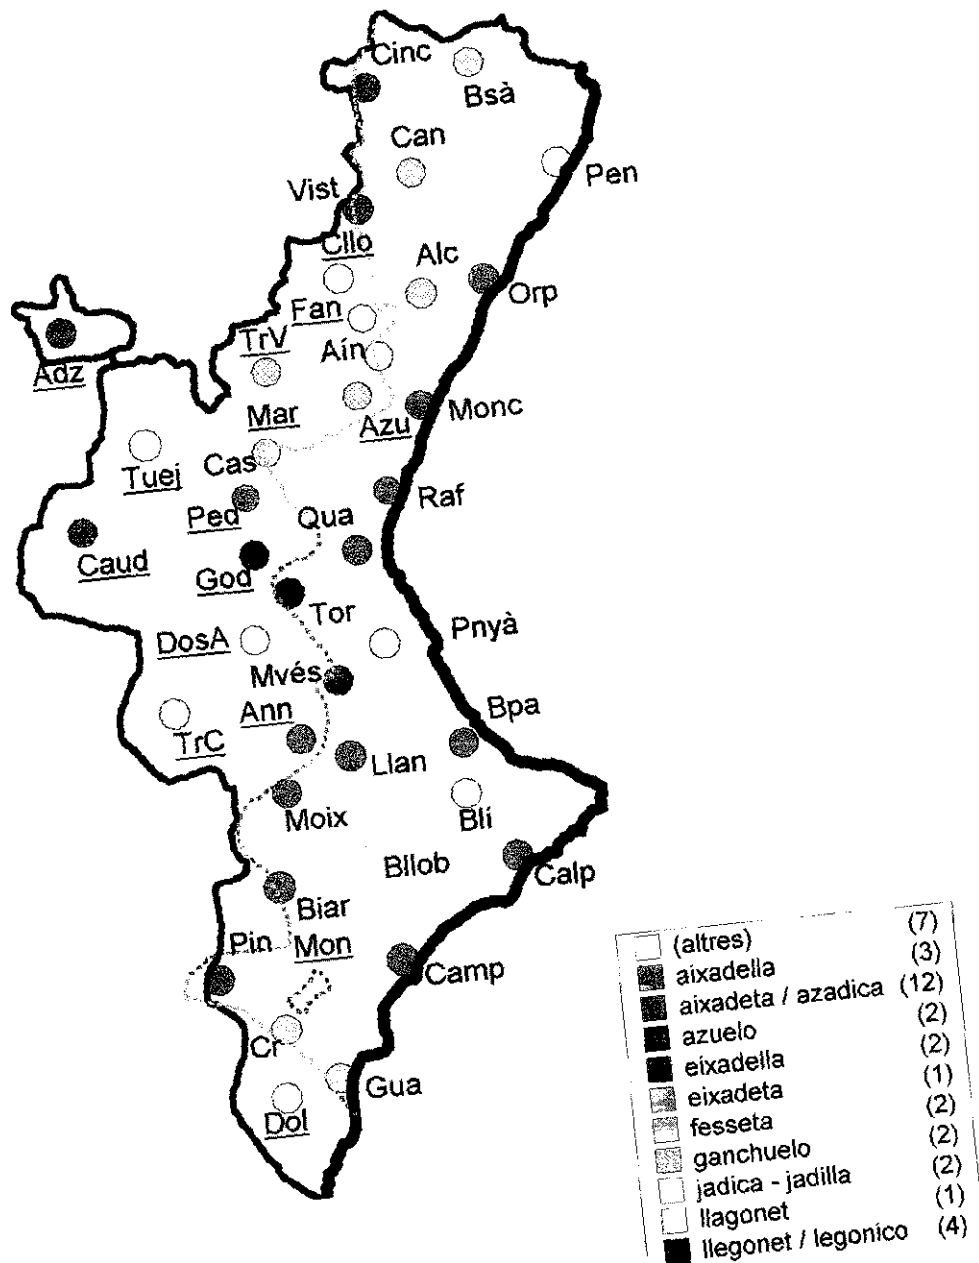 Cinc
Bsà
Can
Pen
Vist
Cllo
Alc
Orp
Fan
TrV
Aín
Adz
Mar
Azu
Monc
Tuej
Cas
Ped
Qua
Raf
Caud
God
Tor
DosA
Pnyà
Mvés
Ann
Bpa
TrC
Llan
Moix
Blí
Bllob
Calp
Biar
Pin
Mon
Camp
Cr
Gua
Dol
(altres) (7)
aixadella (3)
aixadeta / azadica (12)
azuelo (2)
eixadella (2)
eixadeta (1)
fesseta (2)
ganchuelo (2)
jadica - jadilla (2)
llagonet (1)
llegonet / legonico (4)